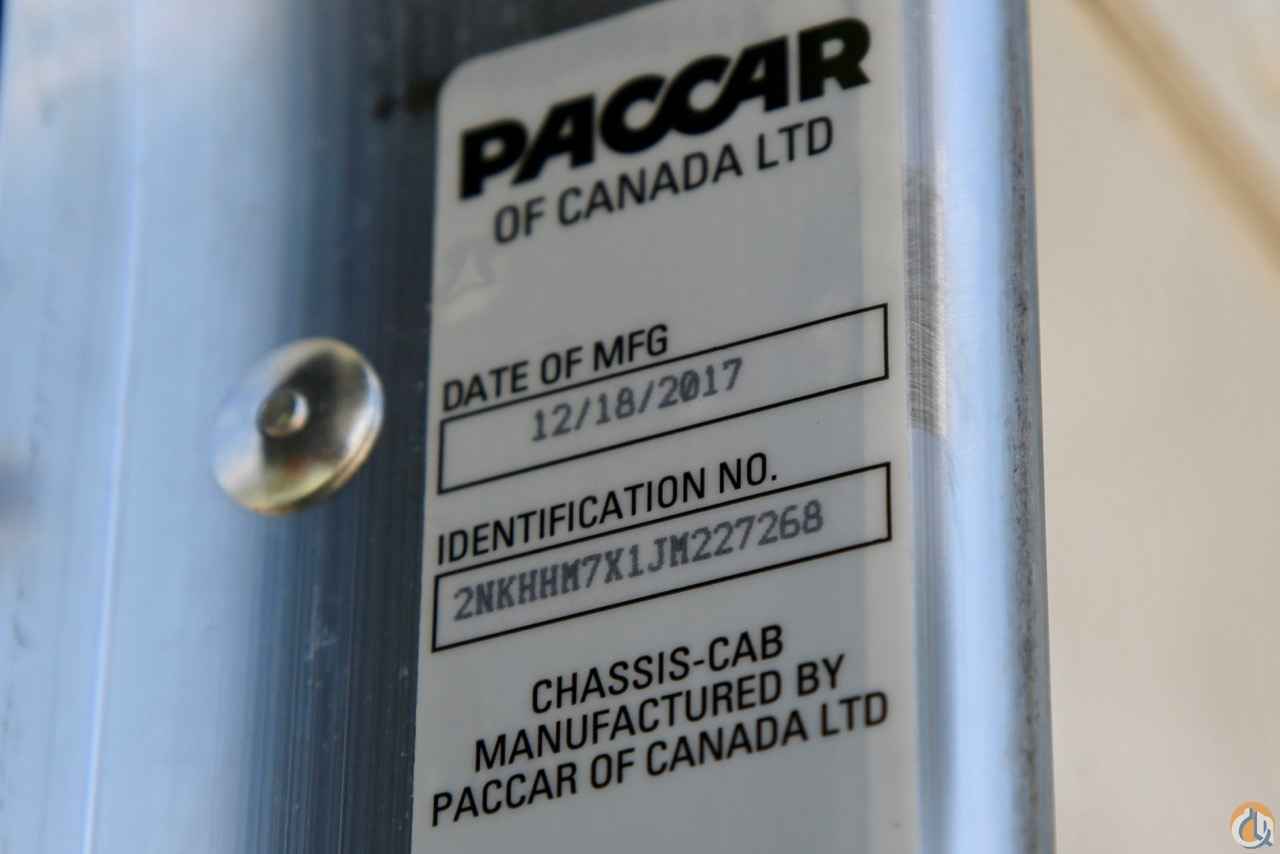 PACCAR
OF CANADA LTD
DATE OF MFG
12/18/2017
IDENTIFICATION NO.
2NKHHM7X1JM227268
CHASSIS-CAB
MANUFACTURED BY
PACCAR OF CANADA LTD